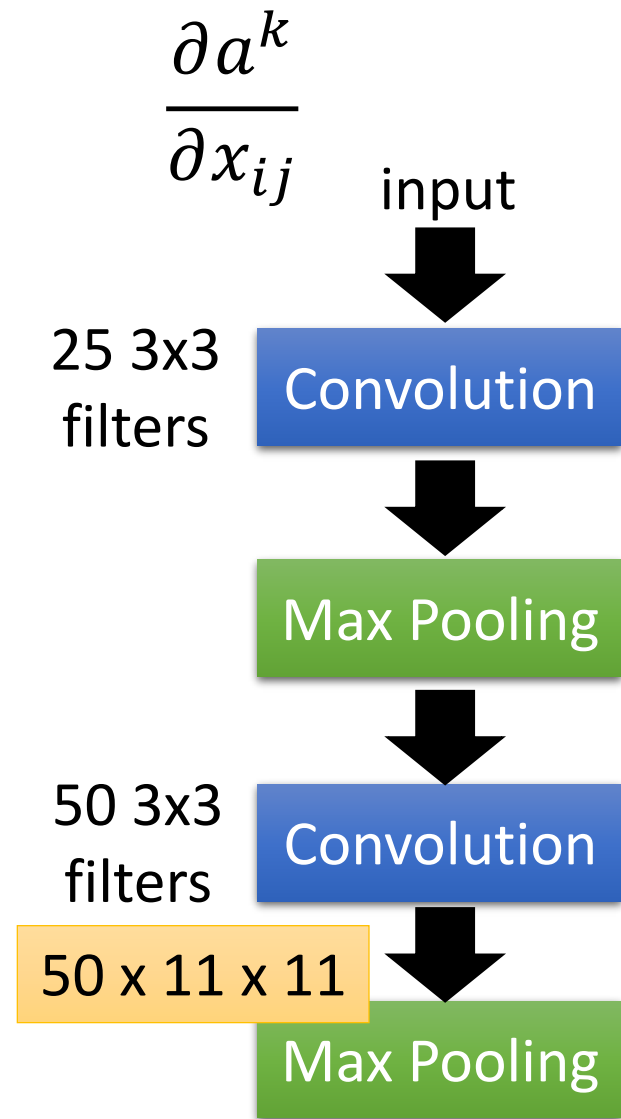 ∂a^k
∂x_ij
input
25 3x3
filters
Convolution
Max Pooling
50 3x3
filters
Convolution
50 x 11 x 11
Max Pooling